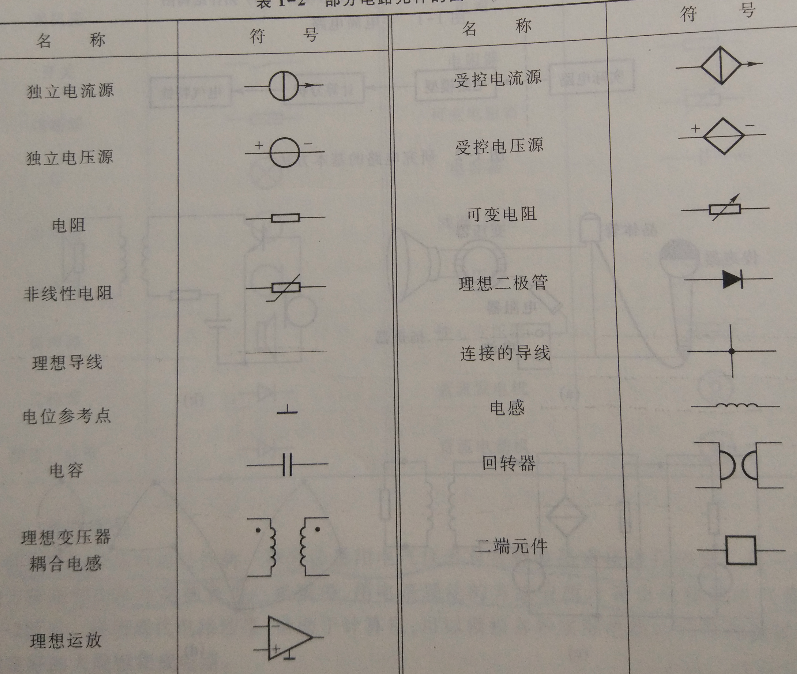 表 1-2 部分电路元件的图
名 称 符 号 名 称 符 号
独立电流源 受控电流源
独立电压源 + − 受控电压源 + −
电阻 可变电阻
非线性电阻 理想二极管
理想导线 连接的导线
电位参考点 电感
电容 回转器
理想变压器
耦合电感 二端元件
理想运放 − +